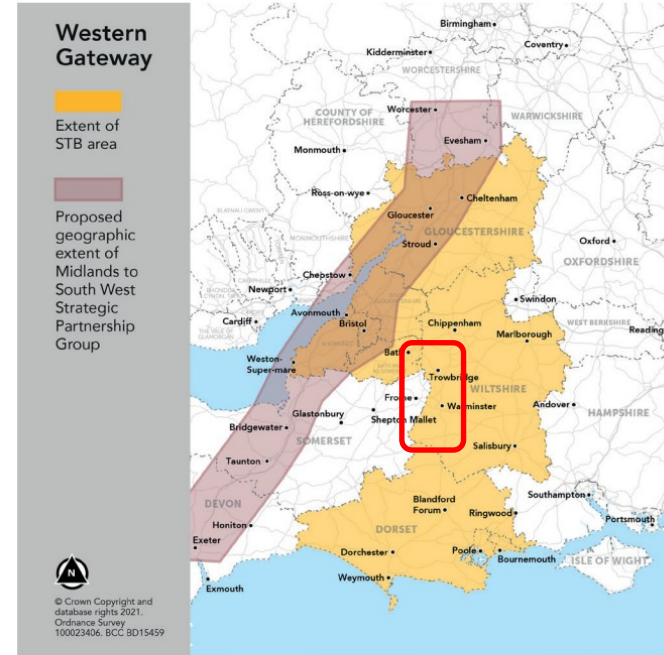 Western
Gateway
Extent of
STB area
Proposed
geographic
extent of
Midlands to
South West
Strategic
Partnership
Group
N
© Crown Copyright and
database rights 2021.
Ordnance Survey
100023406. BCC BD15459
Birmingham
Coventry
Kidderminster
WORCESTERSHIRE
COUNTY OF
HEREFORDSHIRE
Worcester
WARWICKSHIRE
Evesham
Monmouth
Ross-on-wye
Cheltenham
Gloucester
GLOUCESTERSHIRE
Stroud
Oxford
OXFORDSHIRE
MONMOUTHSHIRE
Chepstow
Newport
Swindon
Cardiff
Avonmouth
Bristol
Chippenham
Marlborough
WEST BERKSHIRE
Reading
Bath
Weston-
Super-mare
Trowbridge
WILTSHIRE
Frome
Warminster
Andover
HAMPSHIRE
Glastonbury
Shepton Mallet
Bridgewater
SOMERSET
Salisbury
Taunton
Southampton
DEVON
Blandford
Forum
Ringwood
Portsmouth
Honiton
DORSET
Exeter
Dorchester
Poole
Bournemouth
ISLE OF WIGHT
Weymouth
Exmouth